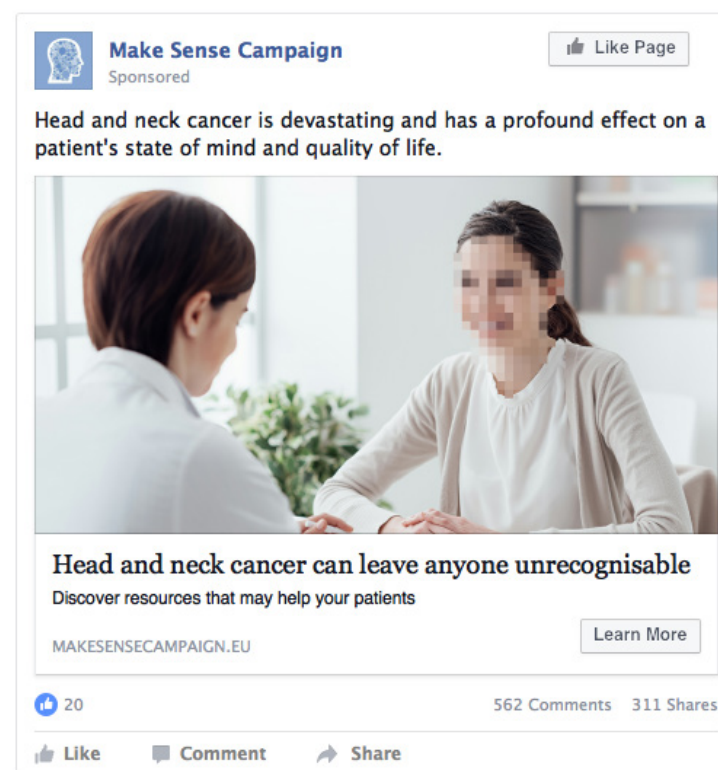 Make Sense Campaign
Like Page
Sponsored
Head and neck cancer is devastating and has a profound effect on a
patient's state of mind and quality of life.
Head and neck cancer can leave anyone unrecognisable
Discover resources that may help your patients
MAKESENSECAMPAIGN.EU
Learn More
20
562 Comments 311 Shares
Like Comment Share